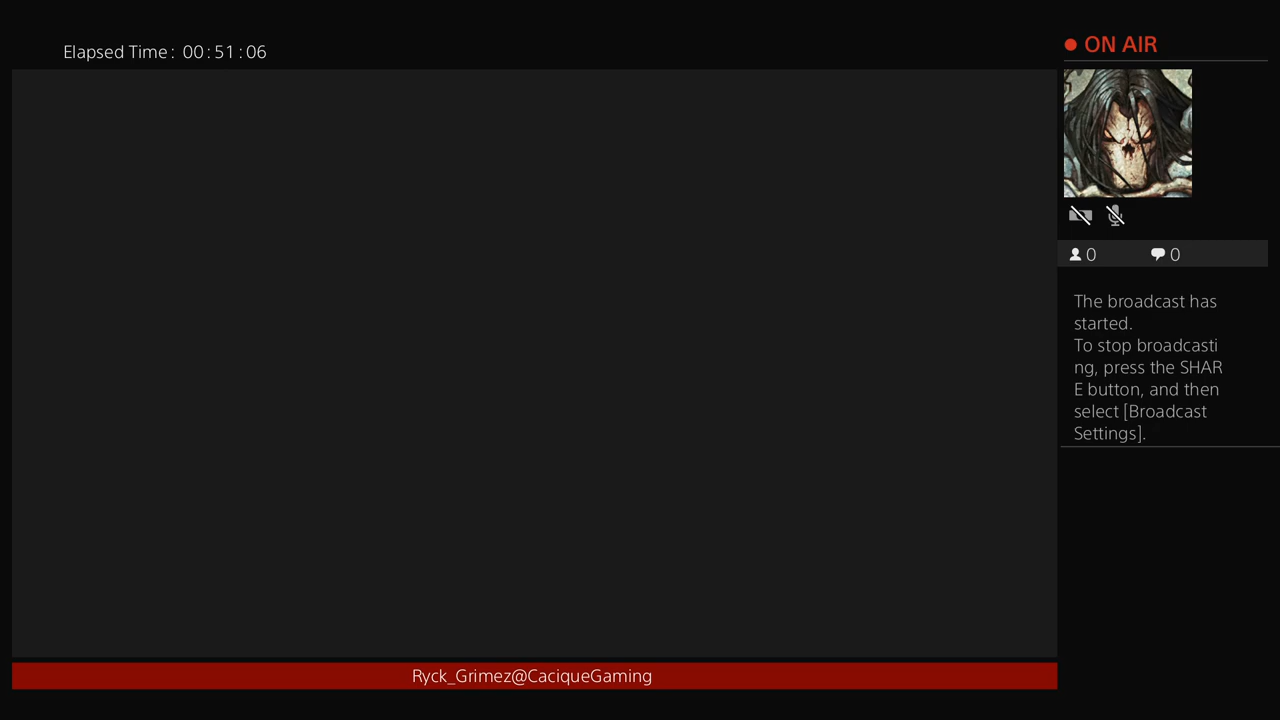 Elapsed Time: 00:51:06
ON AIR
0 0
The broadcast has
started.
To stop broadcasti
ng, press the SHAR
E button, and then
select [Broadcast
Settings].
Ryck_Grimez@CaciqueGaming